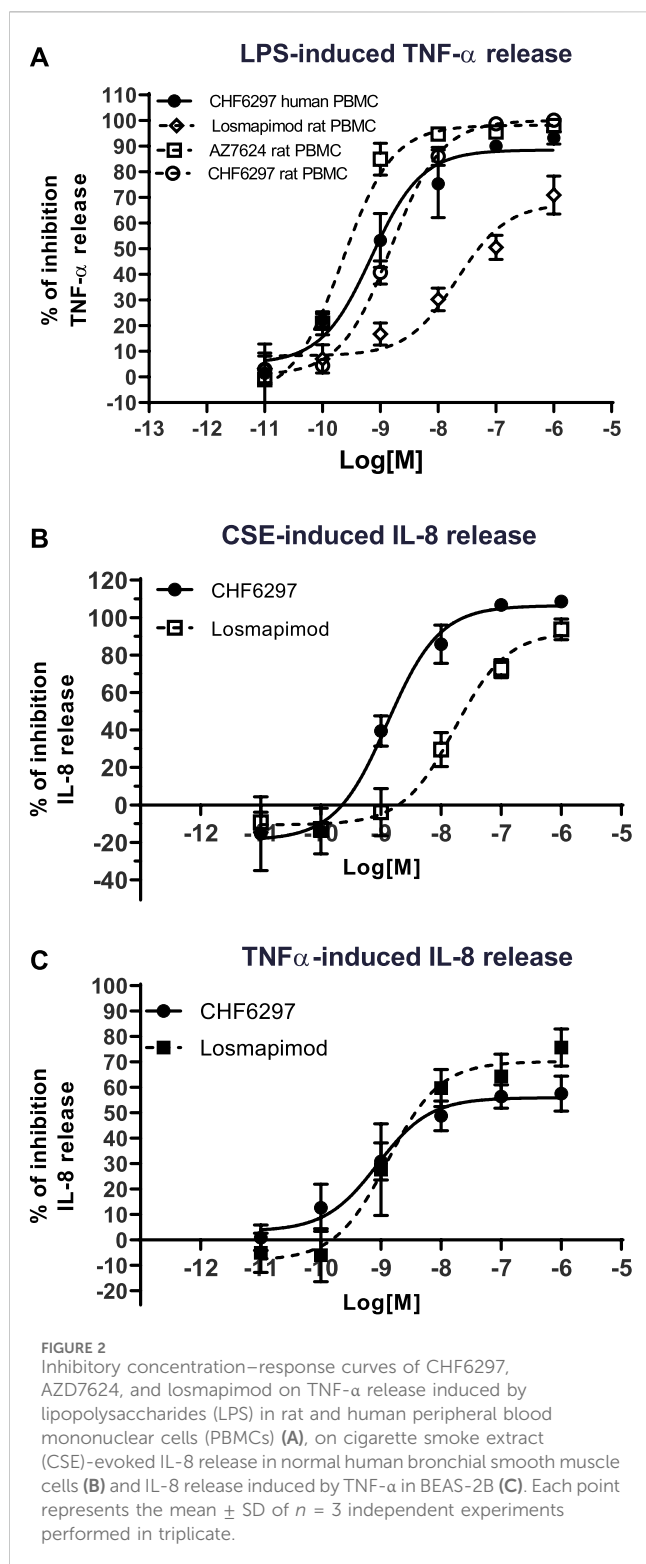 A
LPS-induced TNF-α release
CHF6297 human PBMC
Losmapimod rat PBMC
AZ7624 rat PBMC
CHF6297 rat PBMC
% of inhibition
TNF-α release
110
100
90
80
70
60
50
40
30
20
10
0
-10
-13 -12 -11 -10 -9 -8 -7 -6 -5
Log[M]
B
CSE-induced IL-8 release
CHF6297
Losmapimod
% of inhibition
IL-8 release
120
100
80
60
40
20
0
-20
-40
-12 -11 -10 -9 -8 -7 -6 -5
Log[M]
C
TNFα-induced IL-8 release
CHF6297
Losmapimod
% of inhibition
IL-8 release
100
90
80
70
60
50
40
30
20
10
0
-10
-20
-12 -11 -10 -9 -8 -7 -6 -5
Log[M]
FIGURE 2
Inhibitory concentration–response curves of CHF6297,
AZD7624, and losmapimod on TNF-α release induced by
lipopolysaccharides (LPS) in rat and human peripheral blood
mononuclear cells (PBMCs) (A), on cigarette smoke extract
(CSE)-evoked IL-8 release in normal human bronchial smooth muscle
cells (B) and IL-8 release induced by TNF-α in BEAS-2B (C). Each point
represents the mean ± SD of n = 3 independent experiments
performed in triplicate.